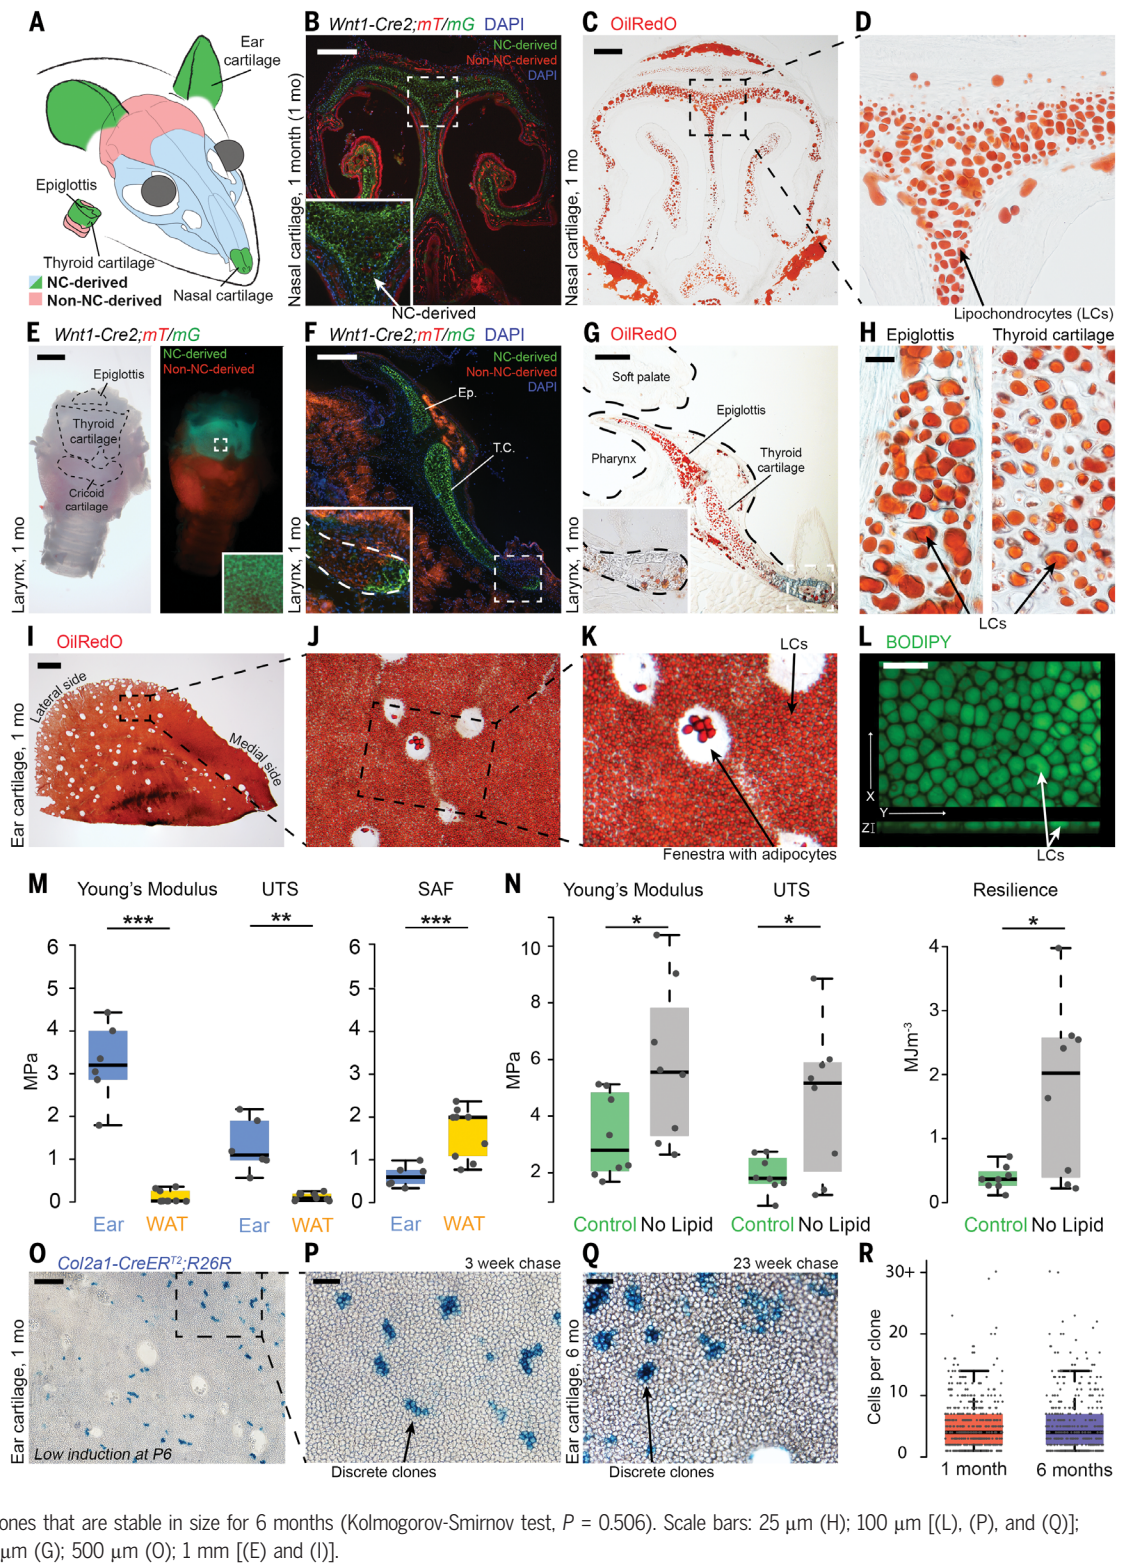 A
Ear
cartilage
Epiglottis
Thyroid cartilage
NC-derived
Non-NC-derived
Nasal cartilage
B Wnt1-Cre2;mT/mG DAPI
NC-derived
Non-NC-derived
DAPI
Nasal cartilage, 1 month (1 mo)
NC-derived
C OilRedO
Nasal cartilage, 1 mo
D
Lipochondrocytes (LCs)
E Wnt1-Cre2;mT/mG
NC-derived
Non-NC-derived
Epiglottis
Thyroid
cartilage
Cricoid
cartilage
Larynx, 1 mo
F Wnt1-Cre2;mT/mG DAPI
NC-derived
Non-NC-derived
DAPI
Ep.
T.C.
Larynx, 1 mo
G OilRedO
Soft palate
Epiglottis
Pharynx
Thyroid
cartilage
Larynx, 1 mo
H Epiglottis Thyroid cartilage
LCs
I OilRedO
Lateral side
Medial side
Ear cartilage, 1 mo
J
K
LCs
Fenestra with adipocytes
L BODIPY
X
Y
Z
LCs
M Young's Modulus UTS SAF
*** ** ***
MPa
6
5
4
3
2
1
0
6
5
4
3
2
1
0
Ear WAT Ear WAT Ear WAT
N Young's Modulus UTS Resilience
* * *
MPa
10
8
6
4
2
MJm-3
4
3
2
1
0
Control No Lipid Control No Lipid Control No Lipid
O Col2a1-CreERT2;R26R
Ear cartilage, 1 mo
Low induction at P6
P 3 week chase
Discrete clones
Q 23 week chase
Ear cartilage, 6 mo
Discrete clones
R
Cells per clone
30+
20
10
0
1 month 6 months
ones that are stable in size for 6 months (Kolmogorov-Smirnov test, P = 0.506). Scale bars: 25 μm (H); 100 μm [(L), (P), and (Q)];
μm (G); 500 μm (O); 1 mm [(E) and (I)].